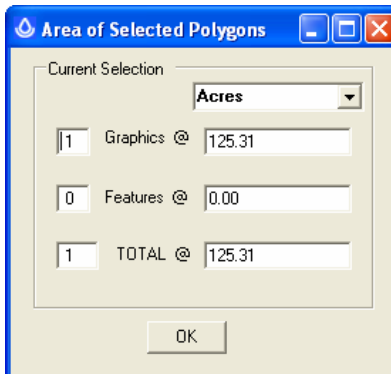 Area of Selected Polygons
Current Selection
Acres
1 Graphics @ 125.31
0 Features @ 0.00
1 TOTAL @ 125.31
OK